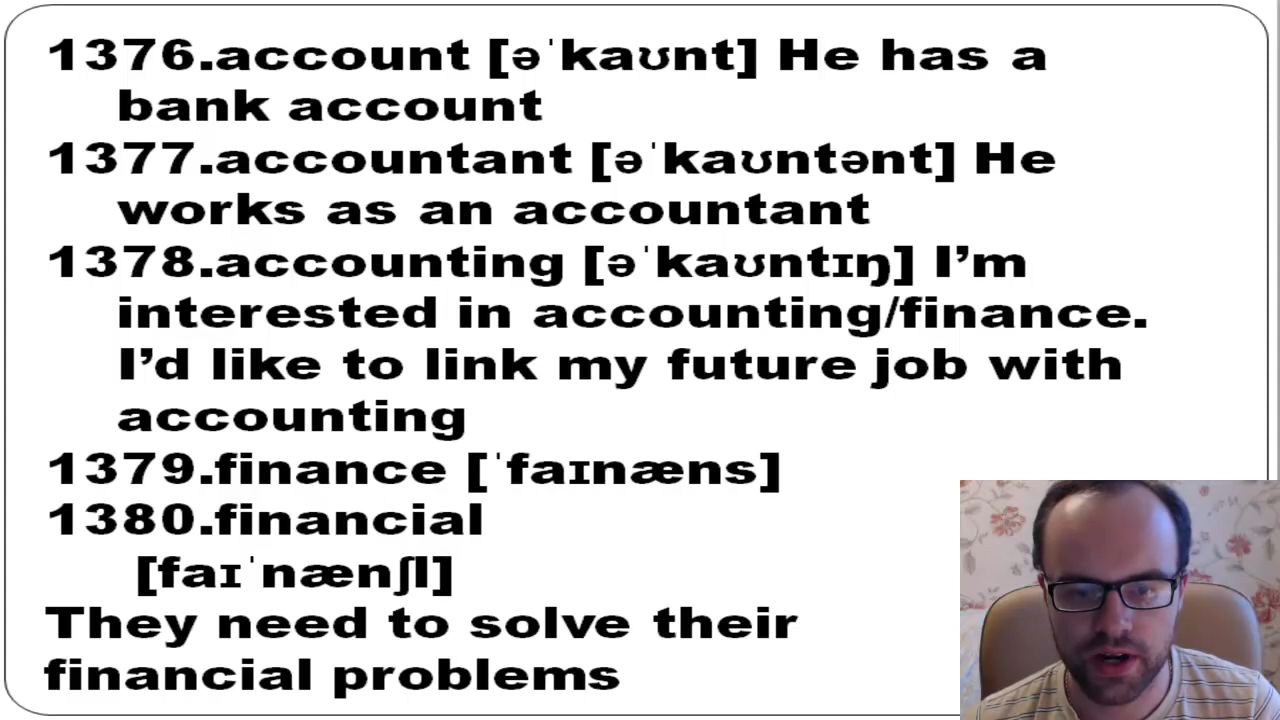 1376.account [əˈkaʊnt] He has a
bank account
1377.accountant [əˈkaʊntənt] He
works as an accountant
1378.accounting [əˈkaʊntɪŋ] I’m
interested in accounting/finance.
I’d like to link my future job with
accounting
1379.finance [ˈfaɪnæns]
1380.financial
[faɪˈnænʃl]
They need to solve their
financial problems